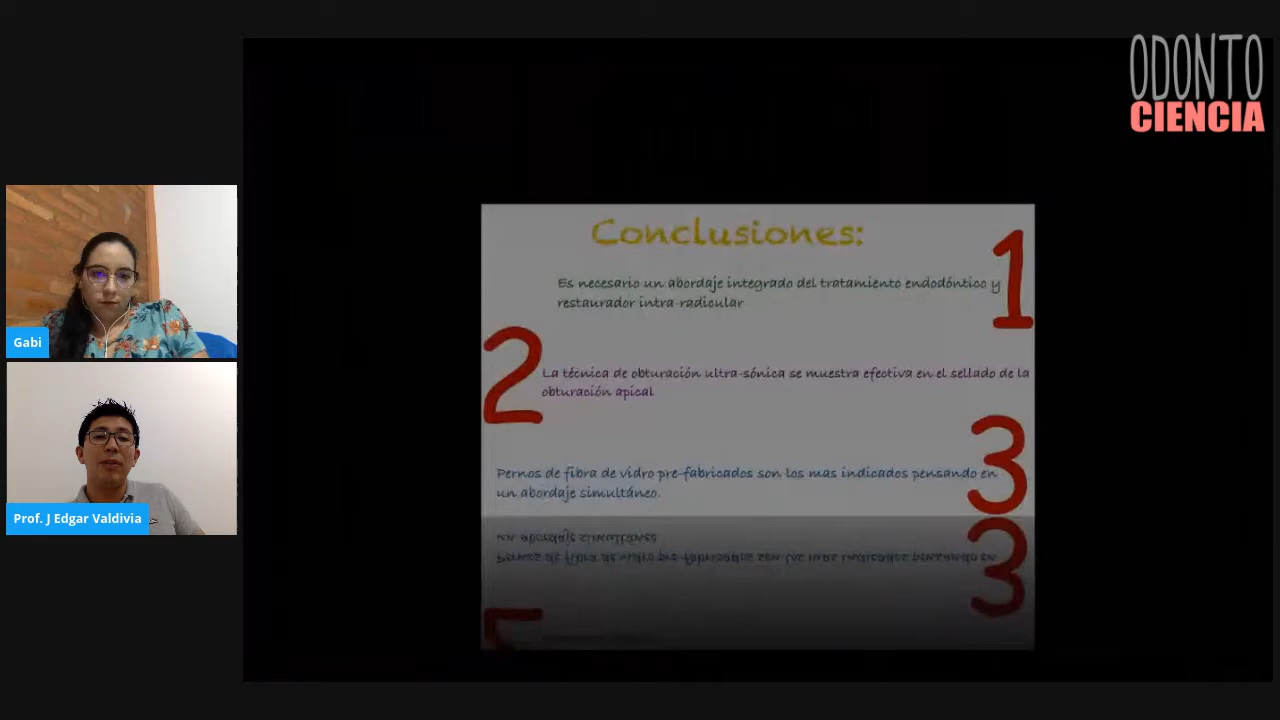 ODONTO
CIENCIA
Gabi
Prof. J Edgar Valdivia
Conclusiones:
1
Es necesario un abordaje integrado del tratamiento endodóntico y
restaurador intra-radicular
2
La técnica de obturación ultra-sónica se muestra efectiva en el sellado de la
obturación apical
3
Pernos de fibra de vidro pre-fabricados son los mas indicados pensando en
un abordaje simultáneo.